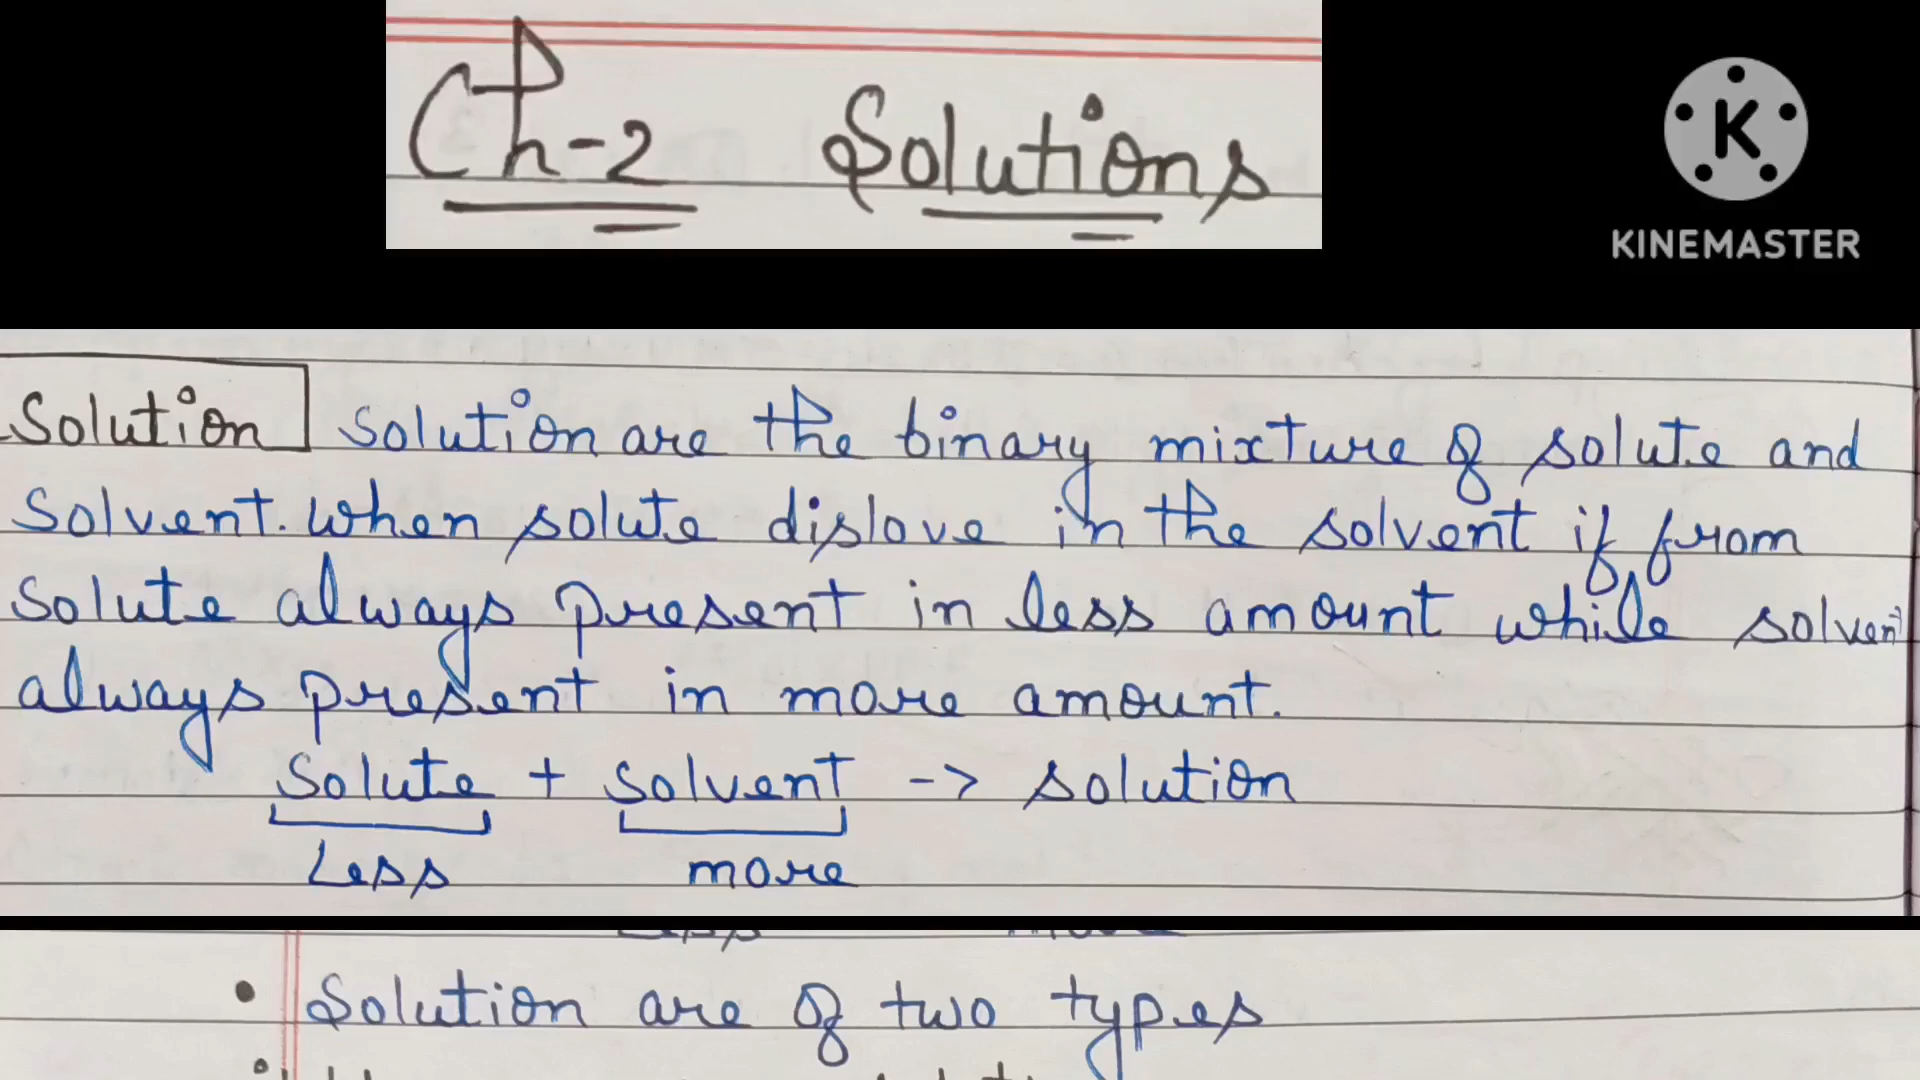 Ch-2 Solutions
KINEMASTER
Solution solution are the binary mixture of solute and
solvent. when solute dislove in the solvent if from
solute always present in less amount while solvent
always present in more amount.
Solute + solvent -> solution
Less more
• Solution are of two types